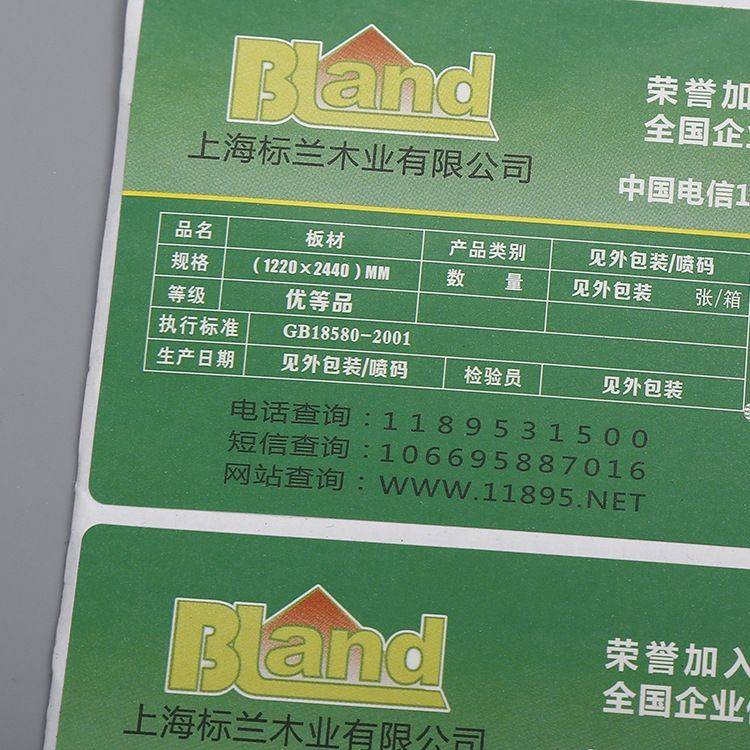 Bland
上海标兰木业有限公司
荣誉加
全国企业
中国电信1
品名 板材 产品类别 见外包装/喷码
规格 (1220×2440)MM 数 量 见外包装 张/箱
等级 优等品
执行标准 GB18580-2001
生产日期 见外包装/喷码 检验员 见外包装
电话查询：1189531500
短信查询：106695887016
网站查询：WWW.11895.NET
Bland
上海标兰木业有限公司
荣誉加入
全国企业